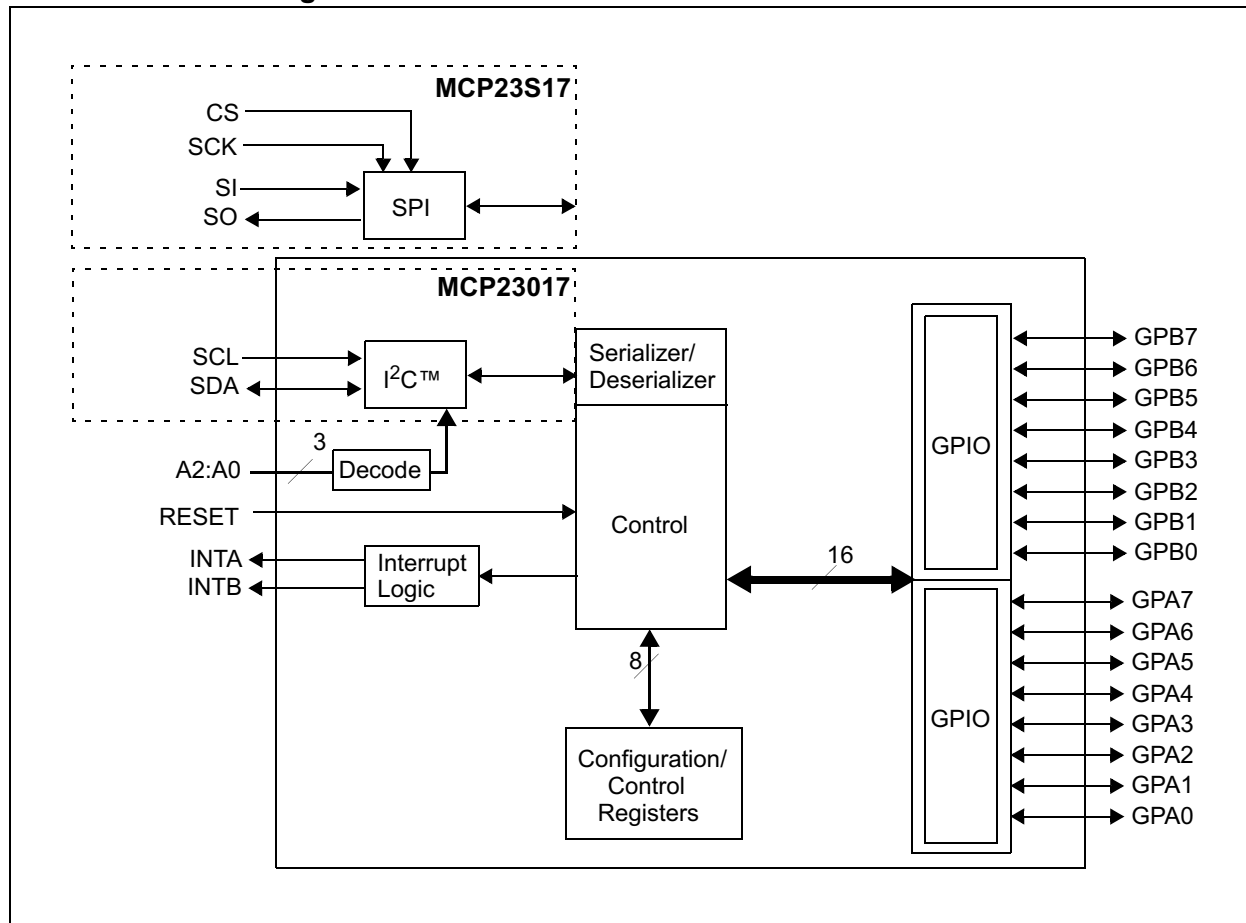 MCP23S17
CS
SCK
SI
SO
SPI
MCP23017
SCL
SDA
I²C™
Serializer/
Deserializer
A2:A0
3
Decode
RESET
Control
INTA
INTB
Interrupt
Logic
16
8
Configuration/
Control
Registers
GPIO
GPB7
GPB6
GPB5
GPB4
GPB3
GPB2
GPB1
GPB0
GPIO
GPA7
GPA6
GPA5
GPA4
GPA3
GPA2
GPA1
GPA0